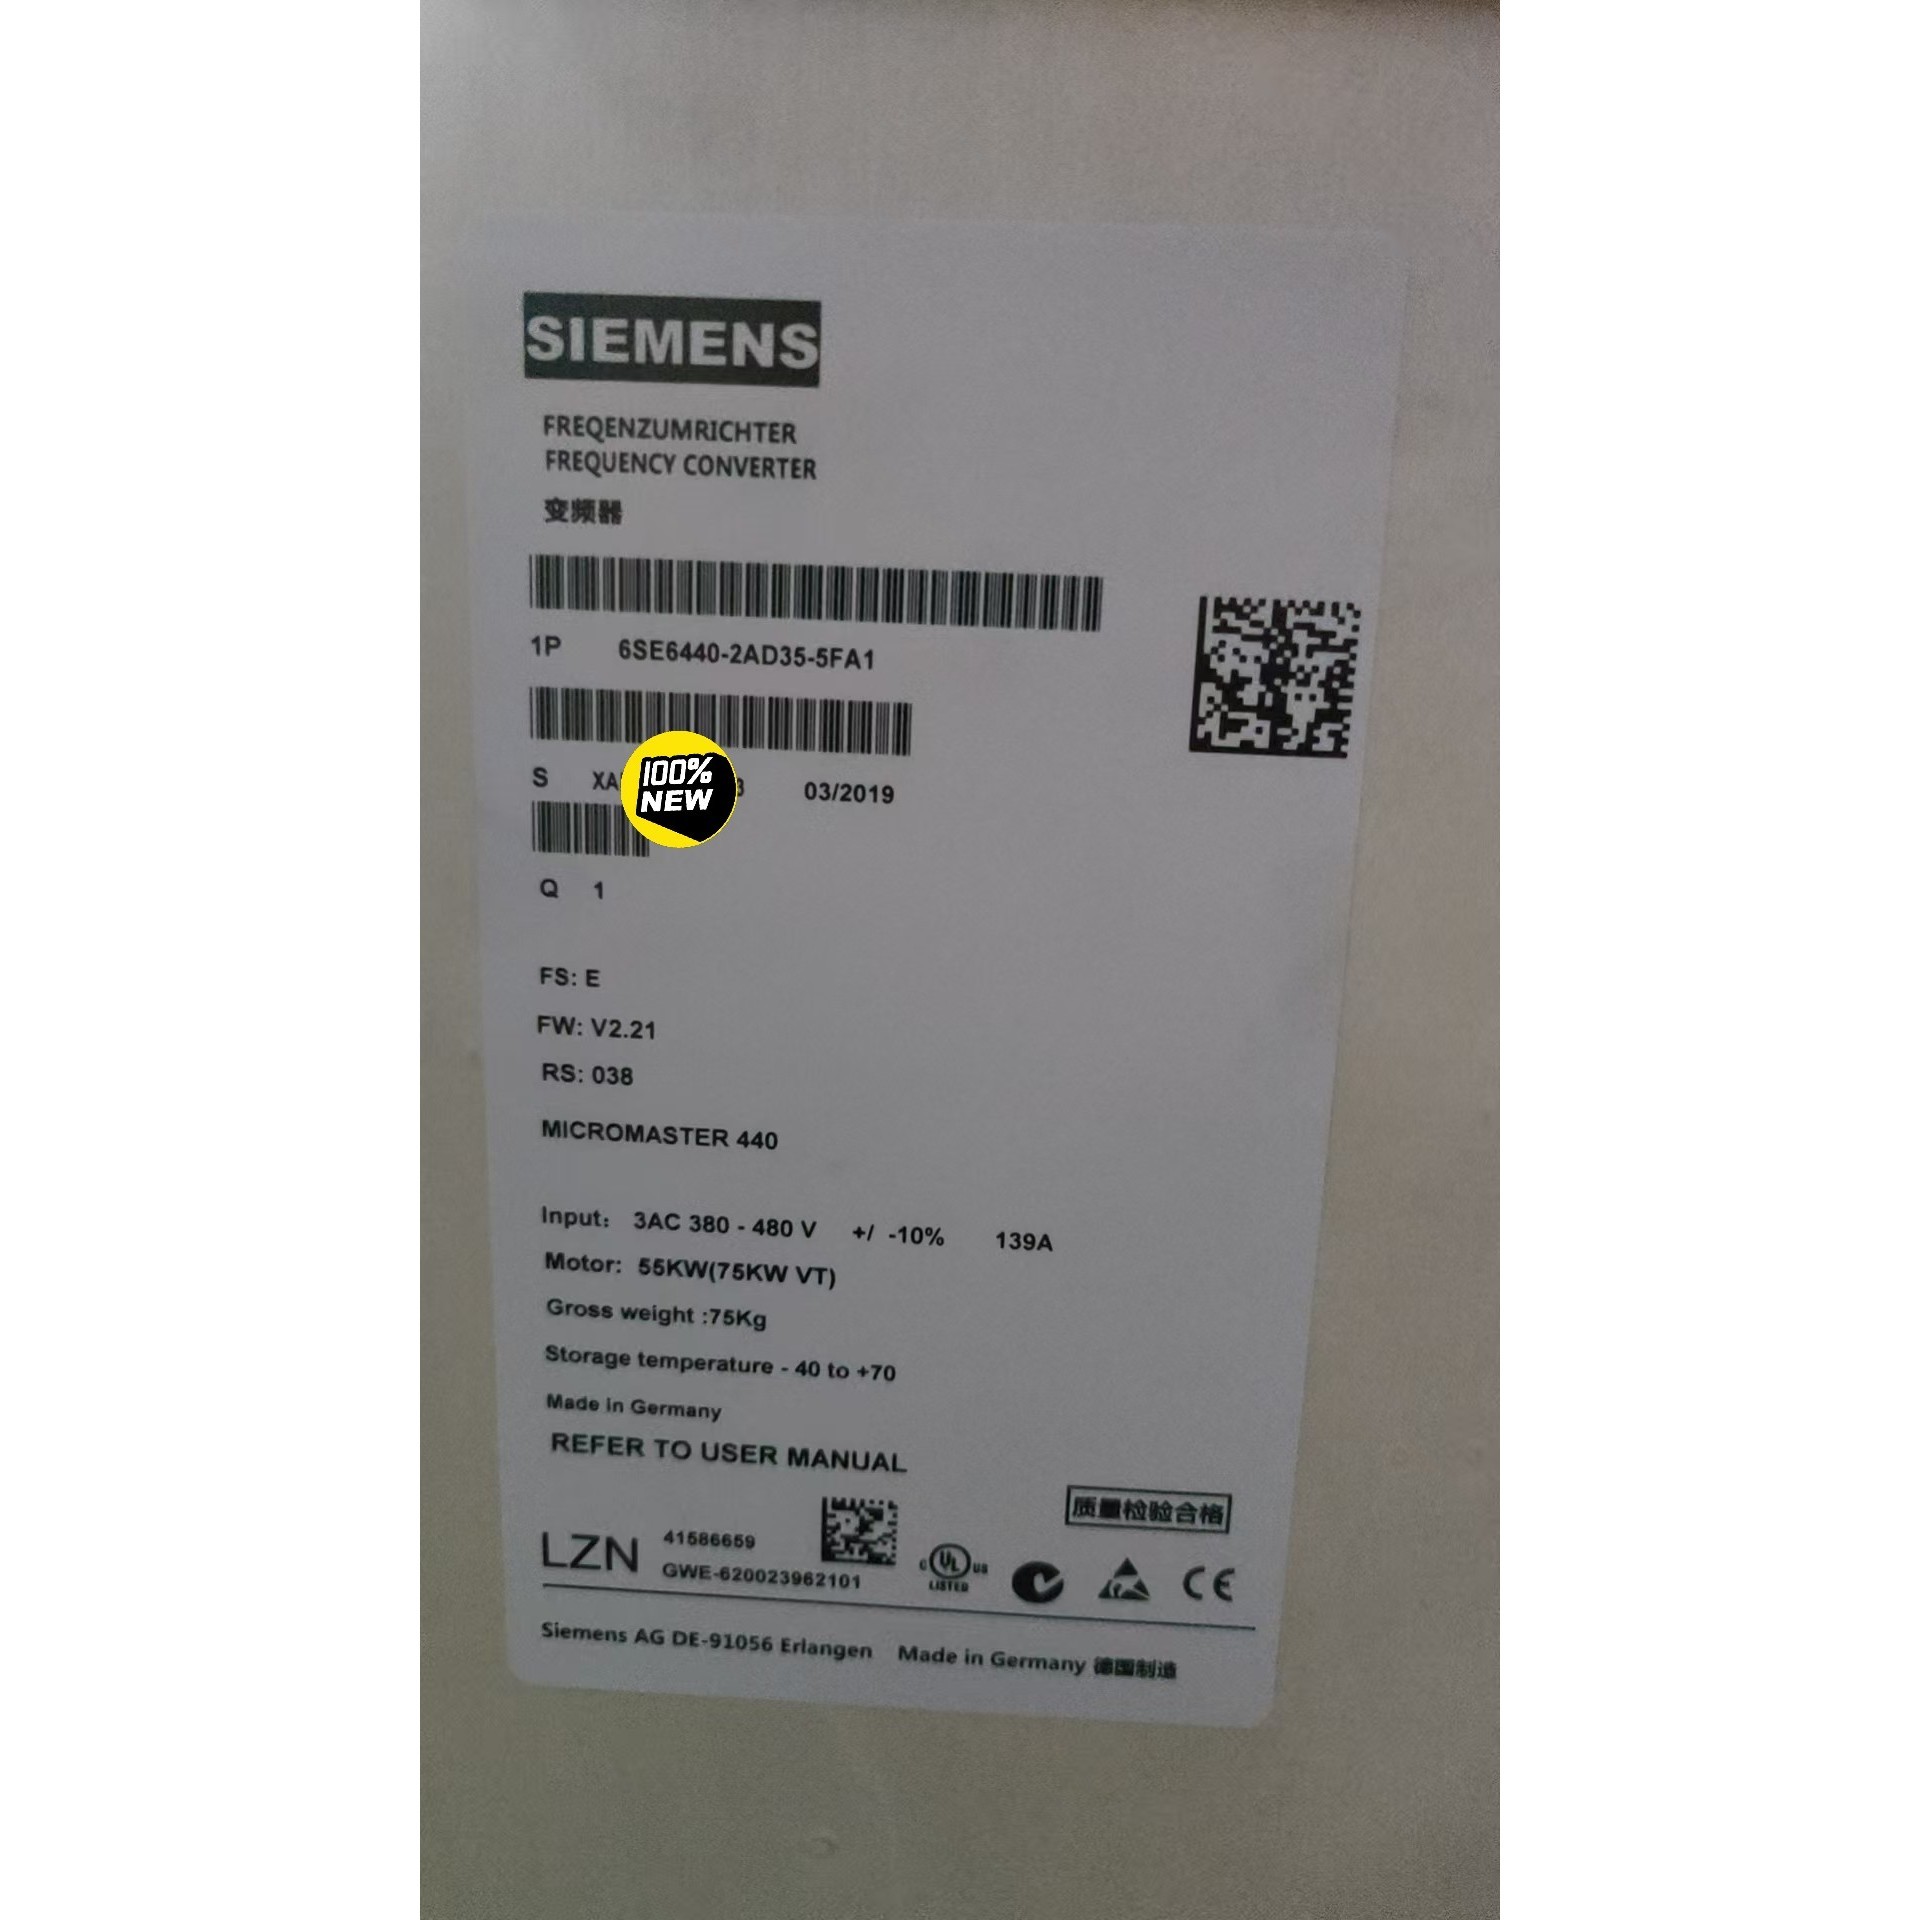 SIEMENS
FREQENZUMRICHTER
FREQUENCY CONVERTER
变频器
1P 6SE6440-2AD35-5FA1
S 03/2019
100%
NEW
Q 1
FS: E
FW: V2.21
RS: 038
MICROMASTER 440
Input: 3AC 380 - 480 V +/ -10% 139A
Motor: 55KW(75KW VT)
Gross weight :75Kg
Storage temperature - 40 to +70
Made in Germany
REFER TO USER MANUAL
质量检验合格
LZN 41586659
GWE-620023962101
C UL US
LISTED
CE
Siemens AG DE-91056 Erlangen Made in Germany 德国制造